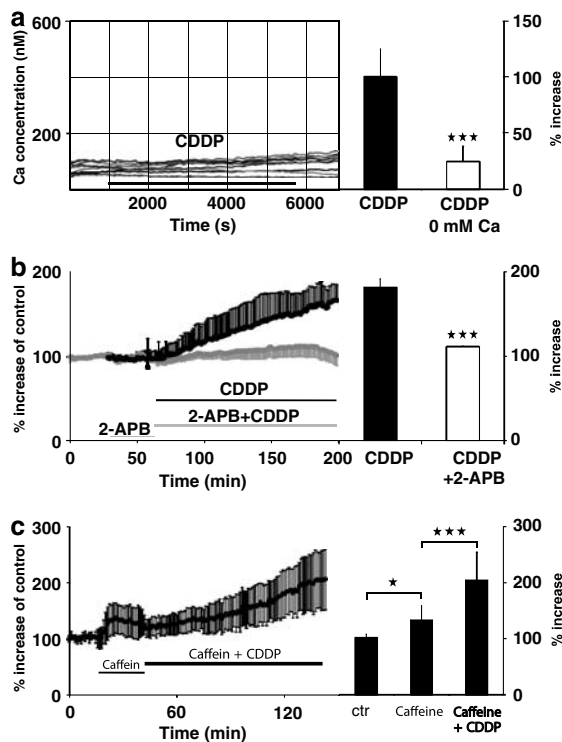 a
Ca concentration (nM)
600
200
CDDP
2000 4000 6000
Time (s)
150
100
50
0
% increase
★★★
CDDP
CDDP
0 mM Ca
b
% increase of control
200
100
0
CDDP
2-APB
2-APB+CDDP
0 50 100 150 200
Time (min)
200
100
0
% increase
★★★
CDDP
CDDP
+2-APB
c
% increase of control
300
200
100
0
Caffein
Caffein + CDDP
0 60 120
Time (min)
300
200
100
0
% increase
★
★★★
ctr
Caffeine
Caffeine
+ CDDP